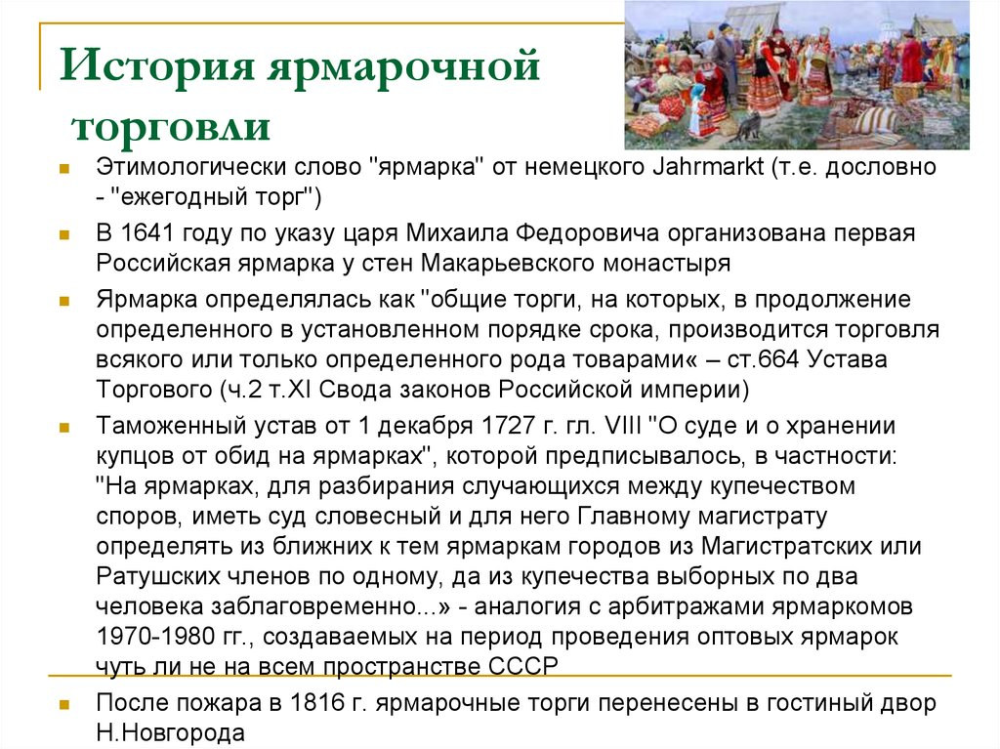 История ярмарочной
торговли
Этимологически слово "ярмарка" от немецкого Jahrmarkt (т.е. дословно
- "ежегодный торг")
В 1641 году по указу царя Михаила Федоровича организована первая
Российская ярмарка у стен Макарьевского монастыря
Ярмарка определялась как "общие торги, на которых, в продолжение
определенного в установленном порядке срока, производится торговля
всякого или только определенного рода товарами« – ст.664 Устава
Торгового (ч.2 т.XI Свода законов Российской империи)
Таможенный устав от 1 декабря 1727 г. гл. VIII "О суде и о хранении
купцов от обид на ярмарках", которой предписывалось, в частности:
"На ярмарках, для разбирания случающихся между купечеством
споров, иметь суд словесный и для него Главному магистрату
определять из ближних к тем ярмаркам городов из Магистратских или
Ратушских членов по одному, да из купечества выборных по два
человека заблаговременно...» - аналогия с арбитражами ярмаркомов
1970-1980 гг., создаваемых на период проведения оптовых ярмарок
чуть ли не на всем пространстве СССР
После пожара в 1816 г. ярмарочные торги перенесены в гостиный двор
Н.Новгорода